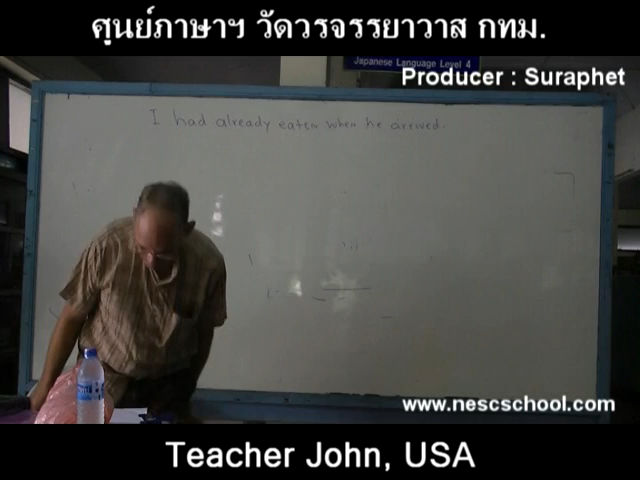 ศูนย์ภาษาฯ วัดวรจรรยาวาส กทม.
Japanese Language Level 4
Producer : Suraphet
I had already eaten when he arrived.
www.nescschool.com
Teacher John, USA